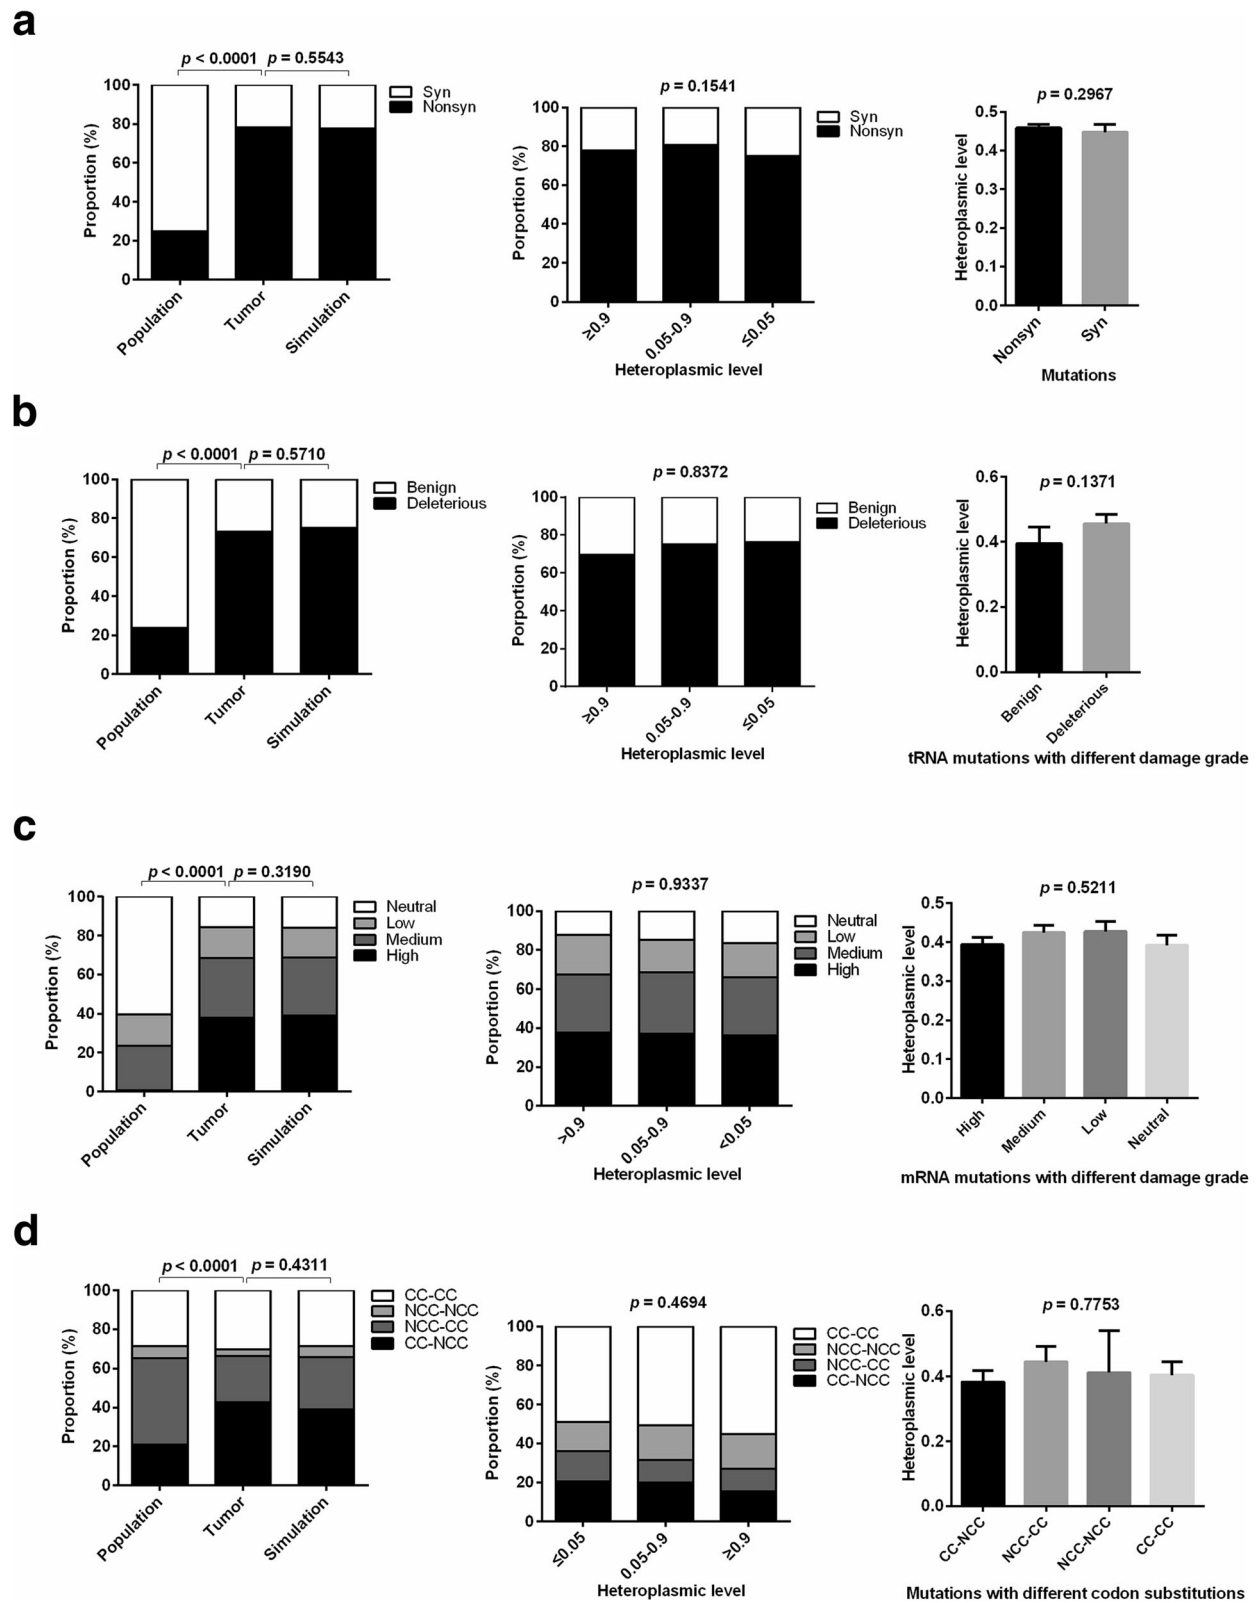 a
p < 0.0001 p = 0.5543
100
80
60
40
20
0
Proportion (%)
Syn
Nonsyn
Population
Tumor
Simulation
p = 0.1541
100
80
60
40
20
0
Porportion (%)
Syn
Nonsyn
≥0.9
0.05-0.9
≤0.05
Heteroplasmic level
p = 0.2967
0.5
0.4
0.3
0.2
0.1
0.0
Heteroplasmic level
Nonsyn
Syn
Mutations
b
p < 0.0001 p = 0.5710
100
80
60
40
20
0
Proportion (%)
Benign
Deleterious
Population
Tumor
Simulation
p = 0.8372
100
80
60
40
20
0
Porportion (%)
Benign
Deleterious
≥0.9
0.05-0.9
≤0.05
Heteroplasmic level
p = 0.1371
0.6
0.4
0.2
0.0
Heteroplasmic level
Benign
Deleterious
tRNA mutations with different damage grade
c
p < 0.0001 p = 0.3190
100
80
60
40
20
0
Proportion (%)
Neutral
Low
Medium
High
Population
Tumor
Simulation
p = 0.9337
100
80
60
40
20
0
Porportion (%)
Neutral
Low
Medium
High
>0.9
0.05-0.9
<0.05
Heteroplasmic level
p = 0.5211
0.5
0.4
0.3
0.2
0.1
0.0
Heteroplasmic level
High
Medium
Low
Neutral
mRNA mutations with different damage grade
d
p < 0.0001 p = 0.4311
100
80
60
40
20
0
Proportion (%)
CC-CC
NCC-NCC
NCC-CC
CC-NCC
Population
Tumor
Simulation
p = 0.4694
100
80
60
40
20
0
Porportion (%)
CC-CC
NCC-NCC
NCC-CC
CC-NCC
≤0.05
0.05-0.9
≥0.9
Heteroplasmic level
p = 0.7753
0.6
0.4
0.2
0.0
Heteroplasmic level
CC-NCC
NCC-CC
NCC-NCC
CC-CC
Mutations with different codon substitutions